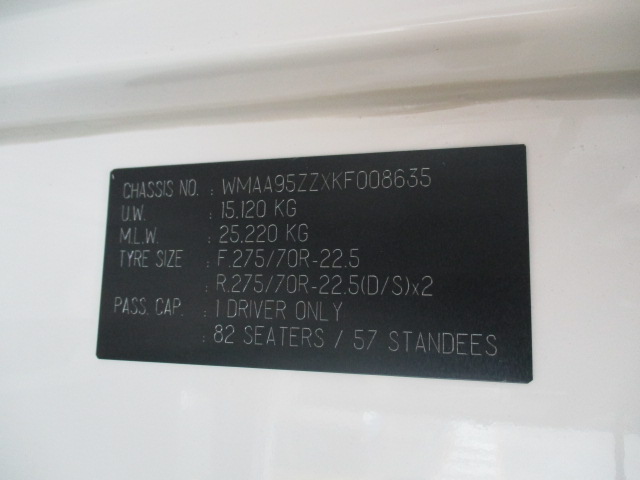 CHASSIS NO. : WMAA95ZZXKF008635
U.W. : 15,120 KG
M.L.W. : 25,220 KG
TYRE SIZE : F.275/70R-22.5
: R.275/70R-22.5(D/S)x2
PASS. CAP. : 1 DRIVER ONLY
: 82 SEATERS / 57 STANDEES